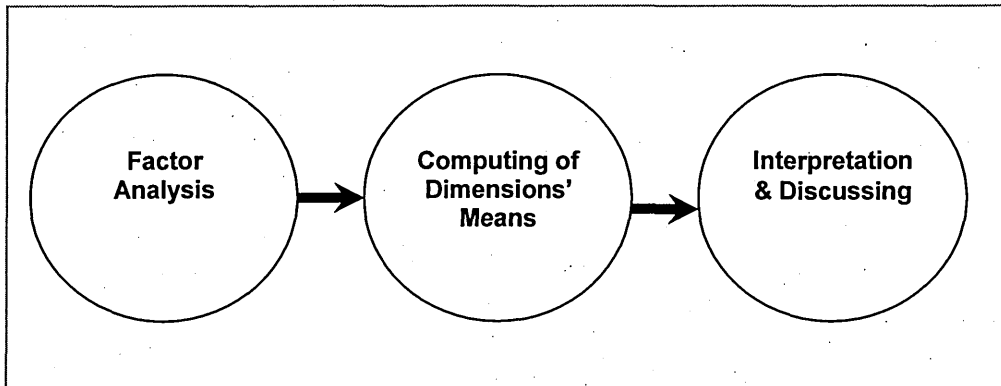 Factor
Analysis
Computing of
Dimensions'
Means
Interpretation
& Discussing